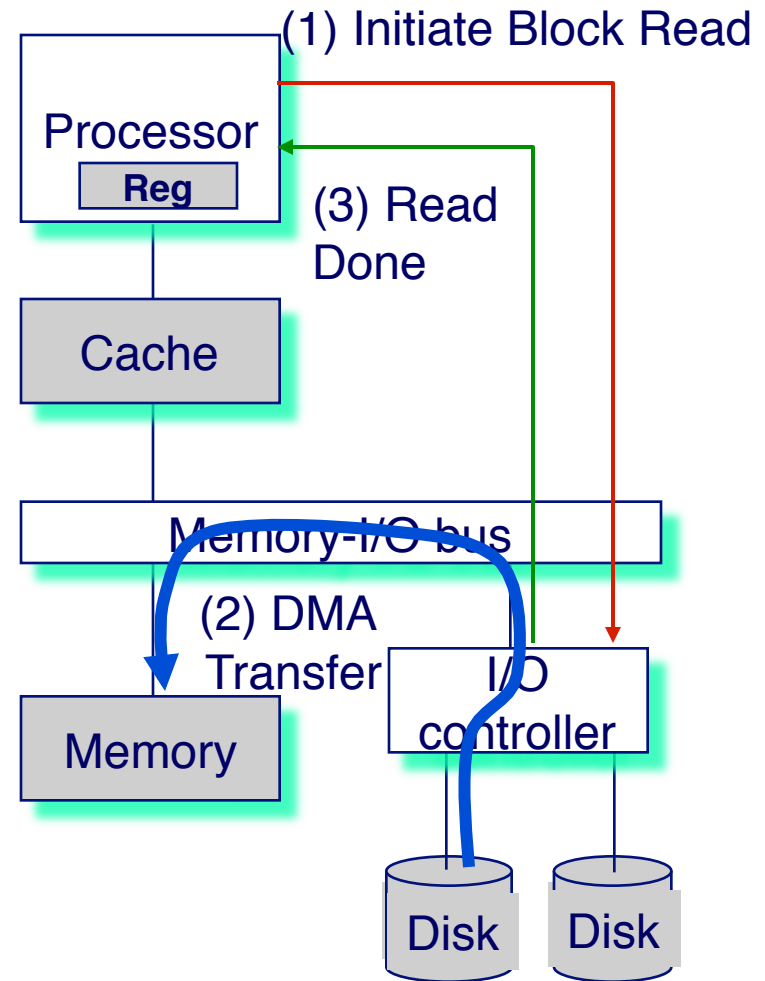 (1) Initiate Block Read
Processor
Reg
(3) Read
Done
Cache
Memory-I/O bus
(2) DMA
Transfer
I/O
controller
Memory
Disk
Disk